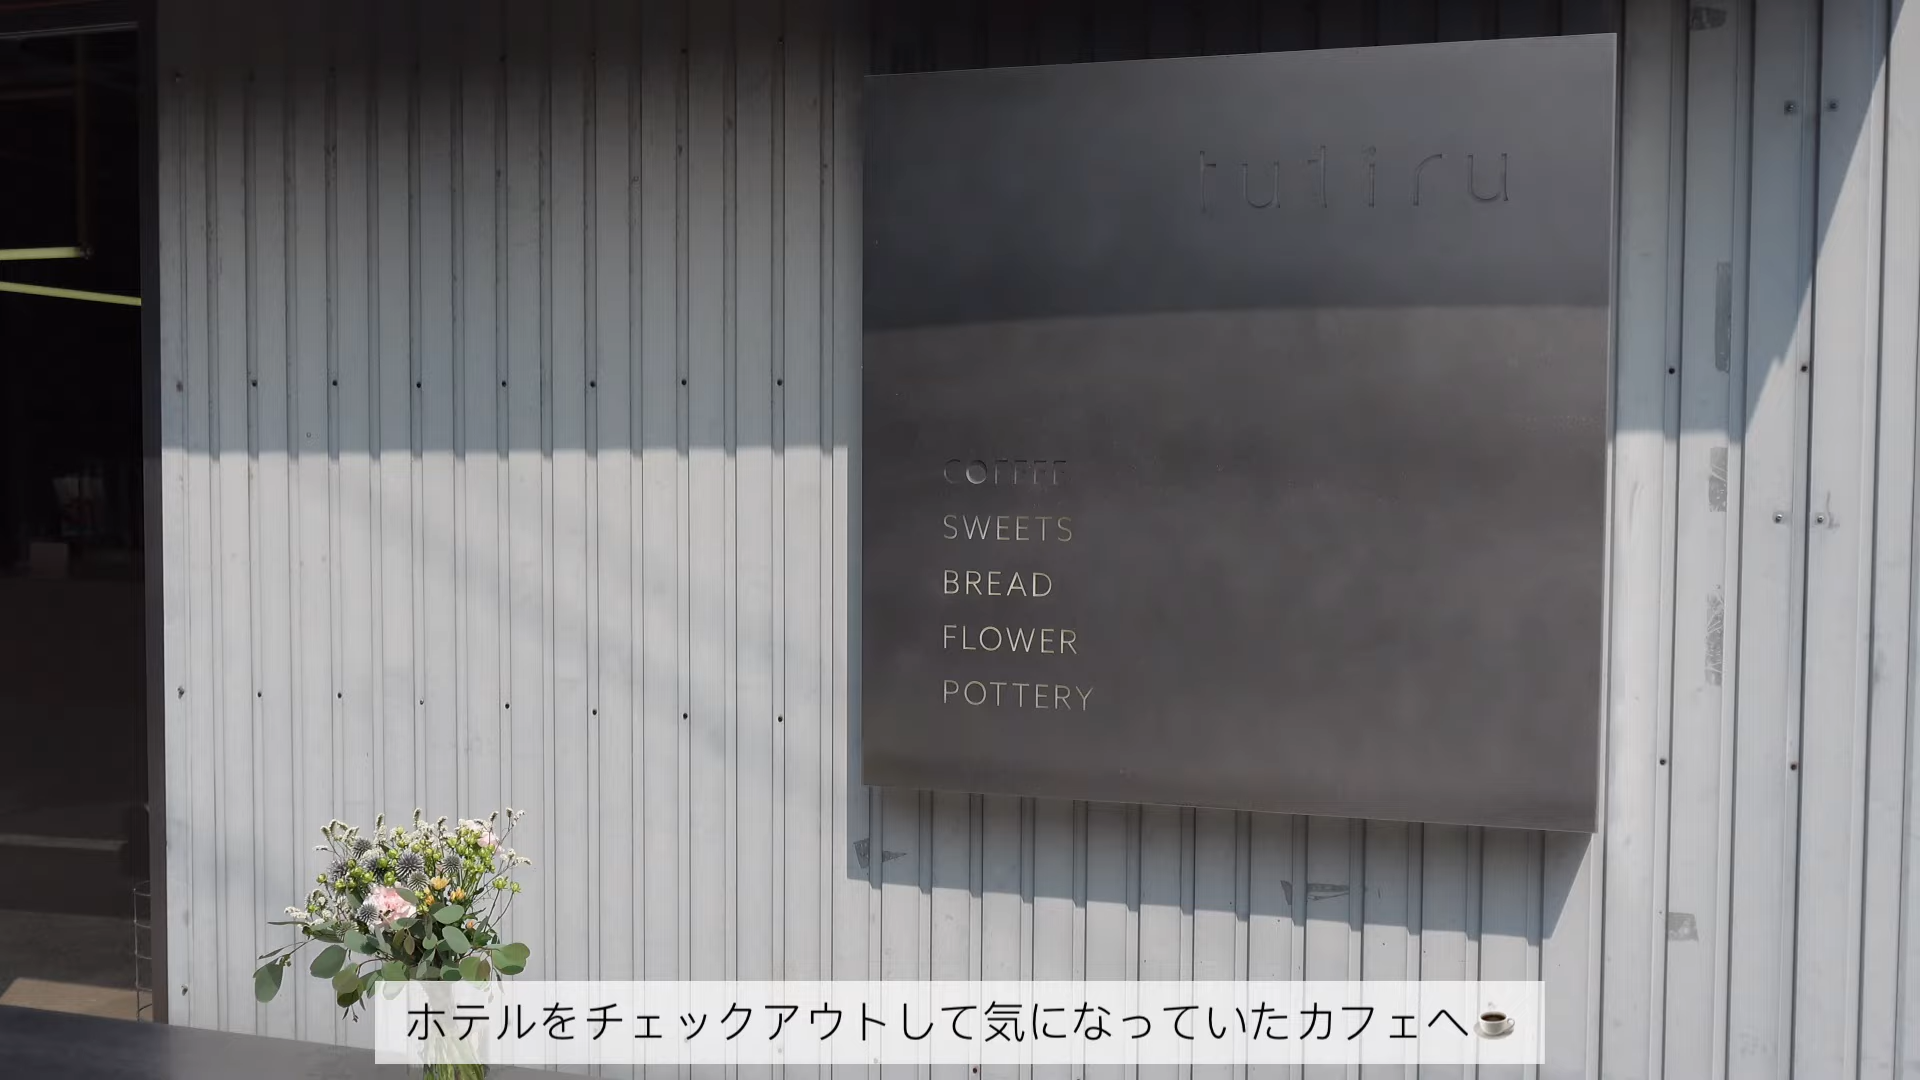 tutiru
COFFEE
SWEETS
BREAD
FLOWER
POTTERY
ホテルをチェックアウトして気になっていたカフェへ☕